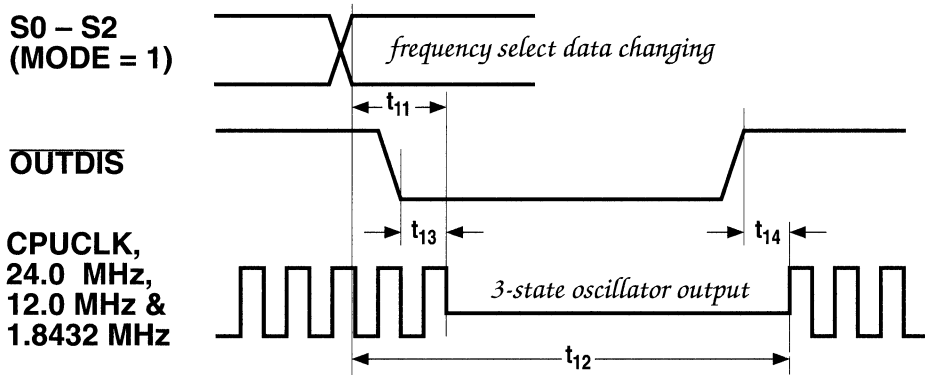 S0 – S2
(MODE = 1)
frequency select data changing
t11
OUTDIS
t13
t14
CPUCLK,
24.0 MHz,
12.0 MHz &
1.8432 MHz
3-state oscillator output
t12